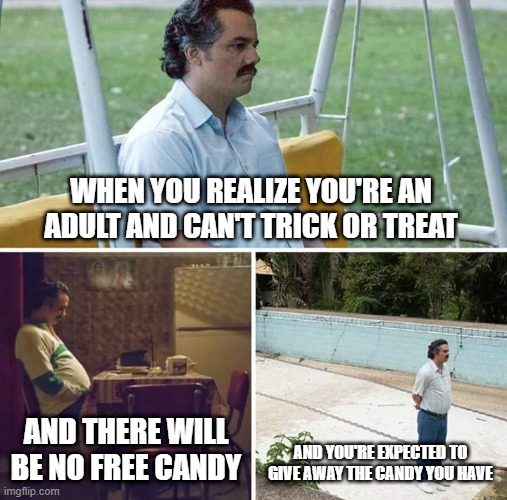 WHEN YOU REALIZE YOU'RE AN
ADULT AND CAN'T TRICK OR TREAT
AND THERE WILL
BE NO FREE CANDY
AND YOU'RE EXPECTED TO
GIVE AWAY THE CANDY YOU HAVE
imgflip.com